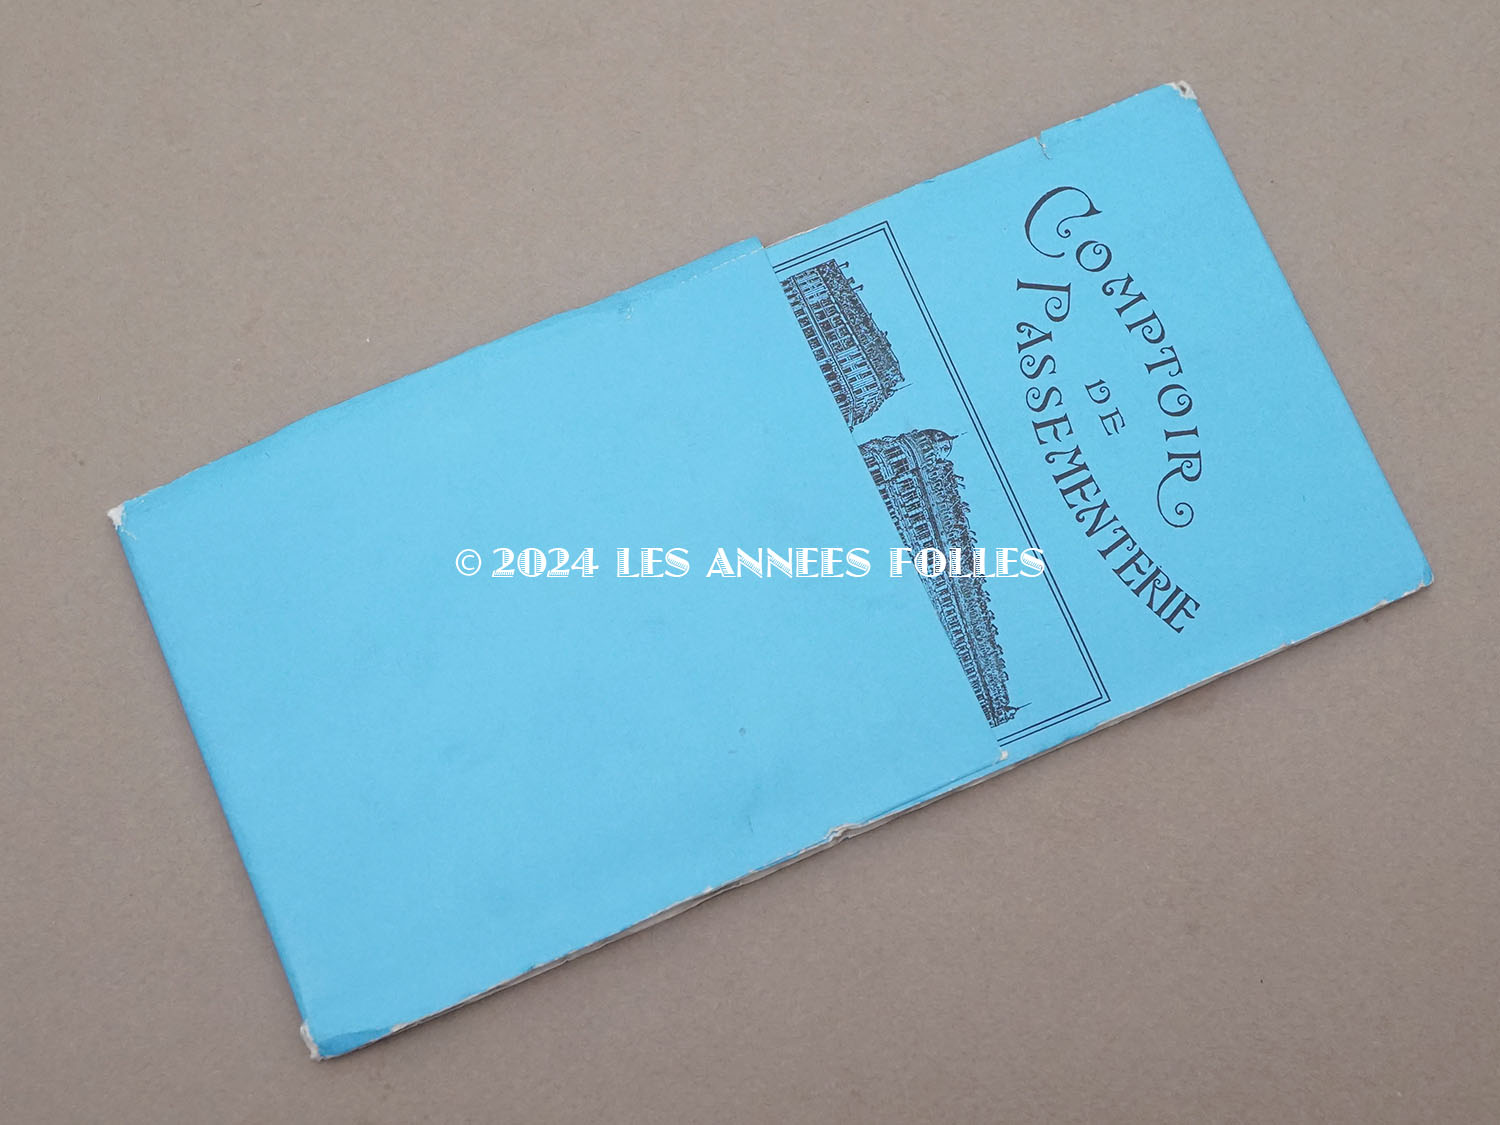 COMPTOIR
DE
PASSEMENTERIE
© 2024 LES ANNEES FOLLES